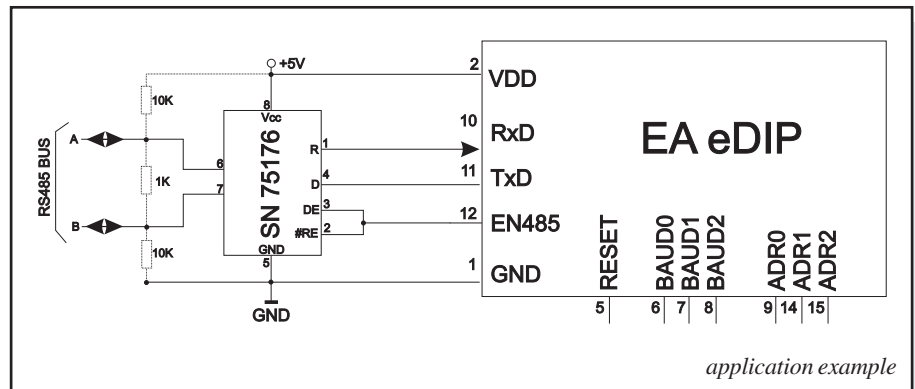 +5V
2
VDD
10K
8
Vcc
10
RxD
EA eDIP
A
R
1
6
11
TxD
RS485 BUS
1K
SN 75176
D
4
7
DE
3
12
EN485
B
#RE
2
10K
GND
5
1
GND
GND
RESET
BAUD0
BAUD1
BAUD2
ADR0
ADR1
ADR2
5
6
7
8
9
14
15
application example